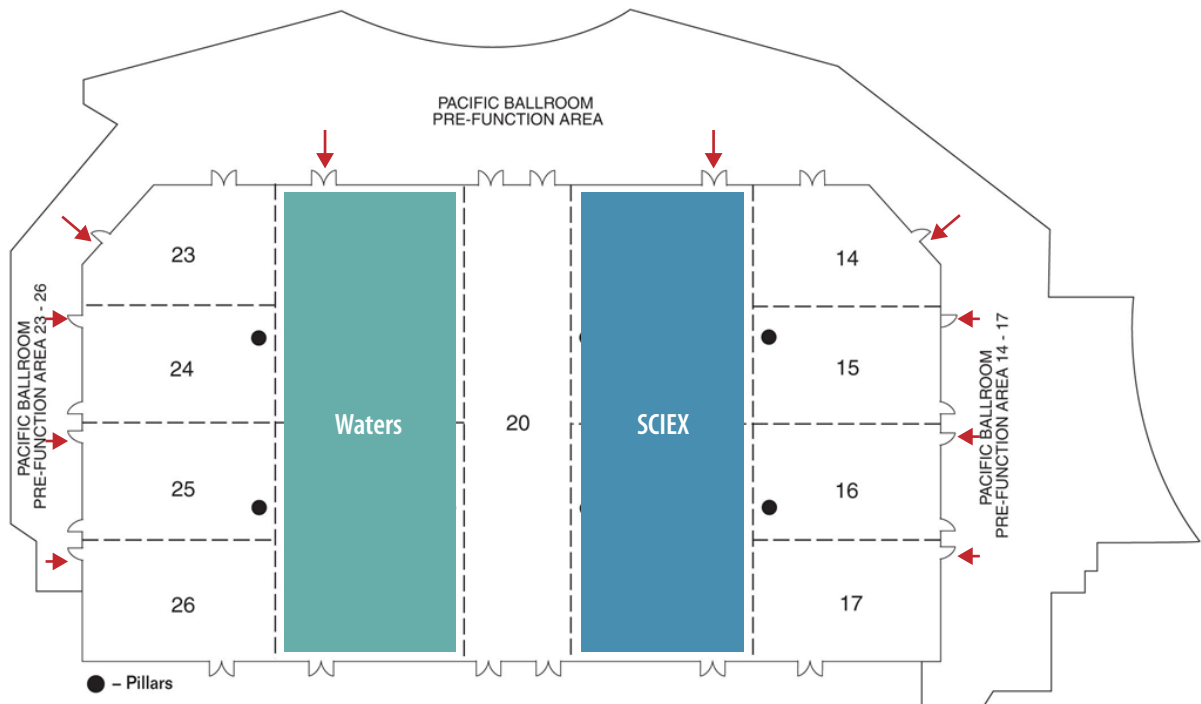 PACIFIC BALLROOM
PRE-FUNCTION AREA
23
14
PACIFIC BALLROOM
PRE-FUNCTION AREA 23 - 26
24
15
PACIFIC BALLROOM
PRE-FUNCTION AREA 14 - 17
Waters
20
SCIEX
25
16
26
17
– Pillars